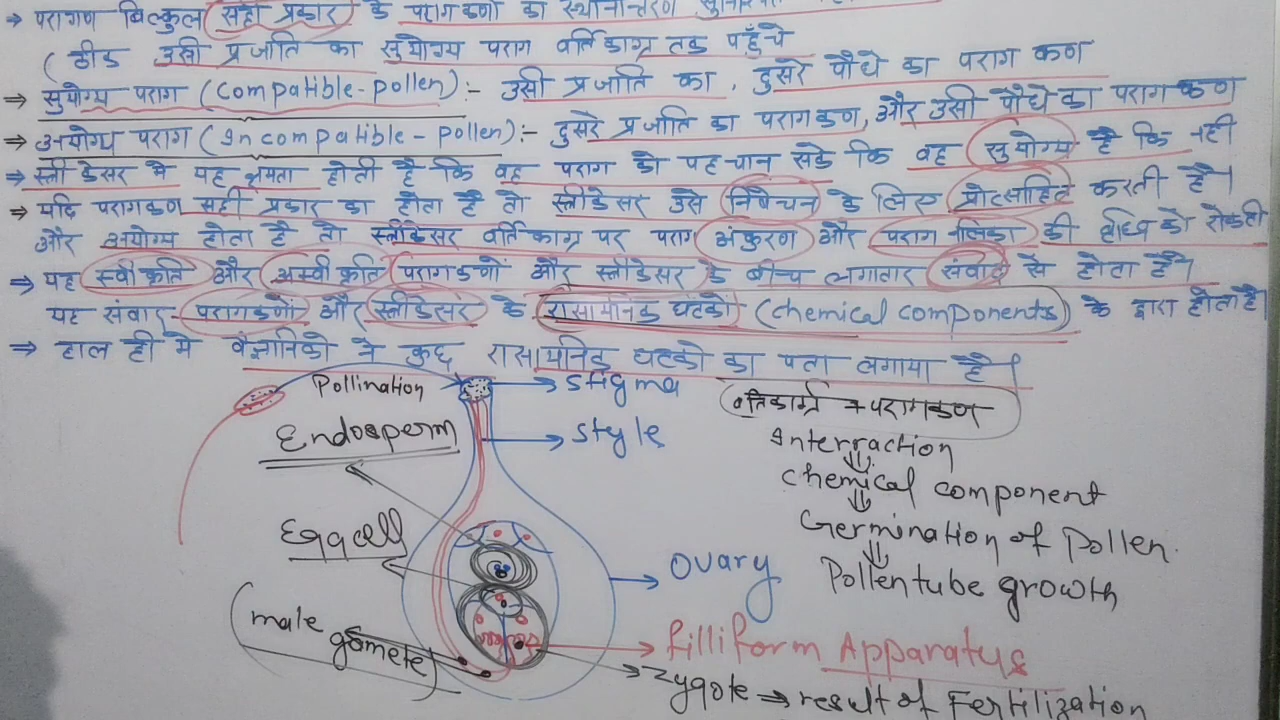 → परागण बिल्कुल सही प्रकार के परागकणों का स्थानान्तरण
( ठीक उसी प्रजाति का सुयोग्य पराग वर्तिकाग्र तक पहुँचे
⇒ सुयोग्य पराग (Compatible-pollen):- उसी प्रजाति का, दुसरे पौधे का पराग कण
⇒ अयोग्य पराग (Incompatible-pollen):- दुसरे प्रजाति का परागकण, और उसी पौधे का पराग कण
⇒ स्त्रीकेसर मे यह क्षमता होती है कि वह पराग को पहचान सके कि वह सुयोग्य है कि नहीं
⇒ यदि परागकण सही प्रकार का होता है तो स्त्रीकेसर उसे निषेचन के लिए प्रोत्साहित करती है।
और अयोग्य होता है तो स्त्रीकेसर वर्तिकाग्र पर पराग अंकुरण और पराग नलिका की वृध्दि को रोकती
⇒ यह स्वीकृति और अस्वीकृति परागकणों और स्त्रीकेसर के बीच लगातार संवाद से होता है।
यह संवाद परागकणों और स्त्रीकेसर के रासायनिक घटको (chemical components) के द्वारा होता है।
⇒ हाल ही मे वैज्ञानिको ने कुछ रासायनिक घटको का पता लगाया है।
Pollination
→ Stigma
वर्तिकाग्र + परागकण
Endosperm
→ style
Interraction
⇓
Chemical component
⇓
Germination of Pollen.
⇓
Pollen tube growth
Egg cell
→ Ovary
(male gamete)
→ filliform Apparatus
→ Zygote ⇒ result of Fertilization